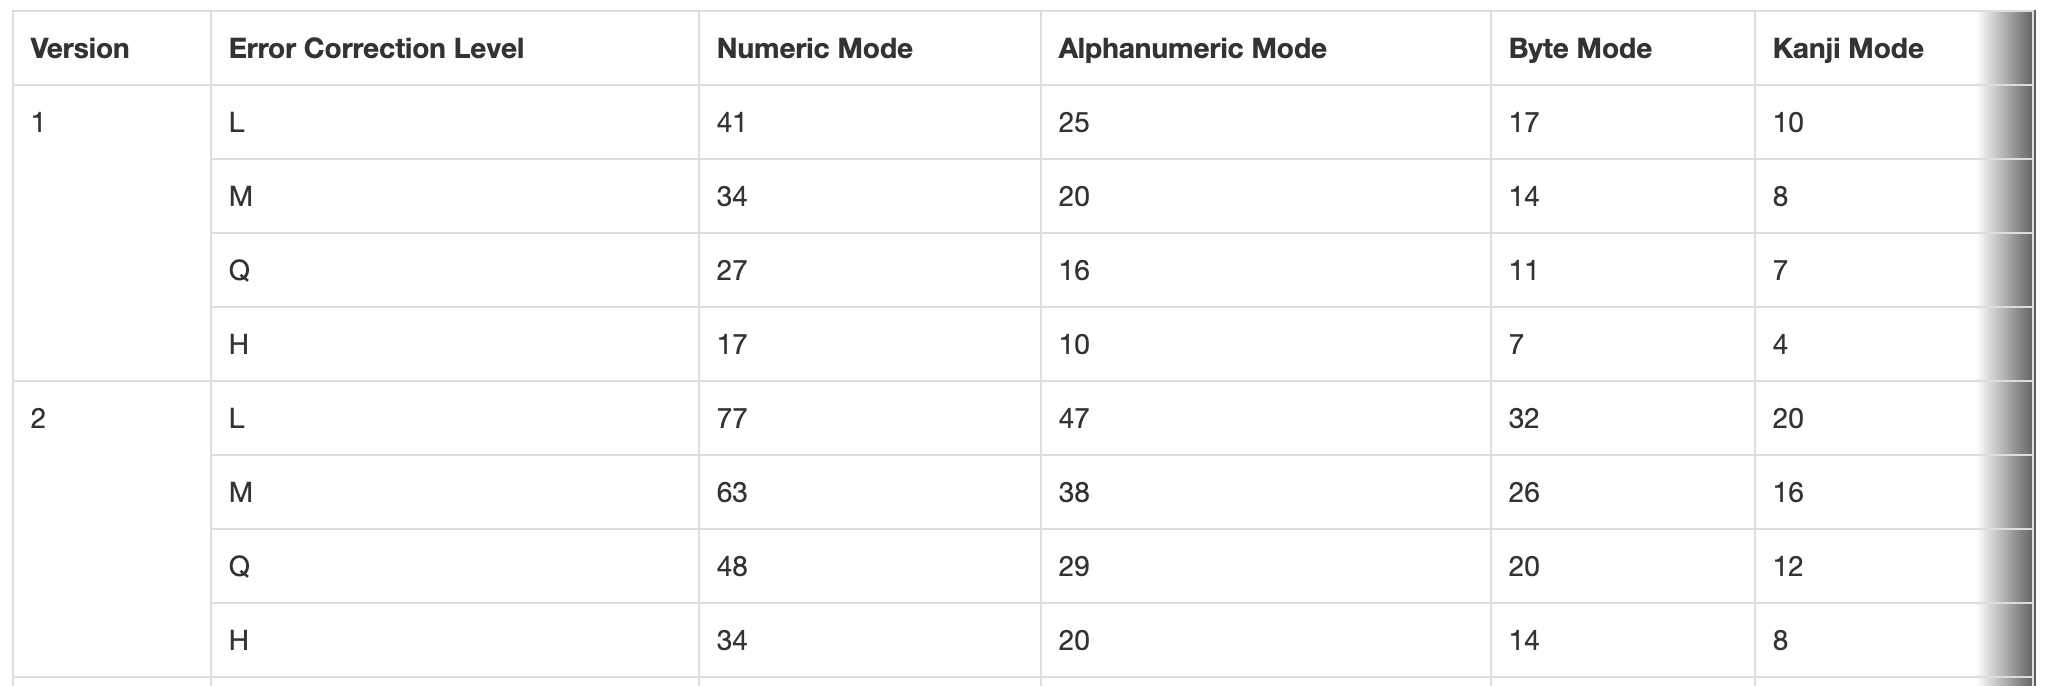 Version Error Correction Level Numeric Mode Alphanumeric Mode Byte Mode Kanji Mode
1 L 41 25 17 10
M 34 20 14 8
Q 27 16 11 7
H 17 10 7 4
2 L 77 47 32 20
M 63 38 26 16
Q 48 29 20 12
H 34 20 14 8